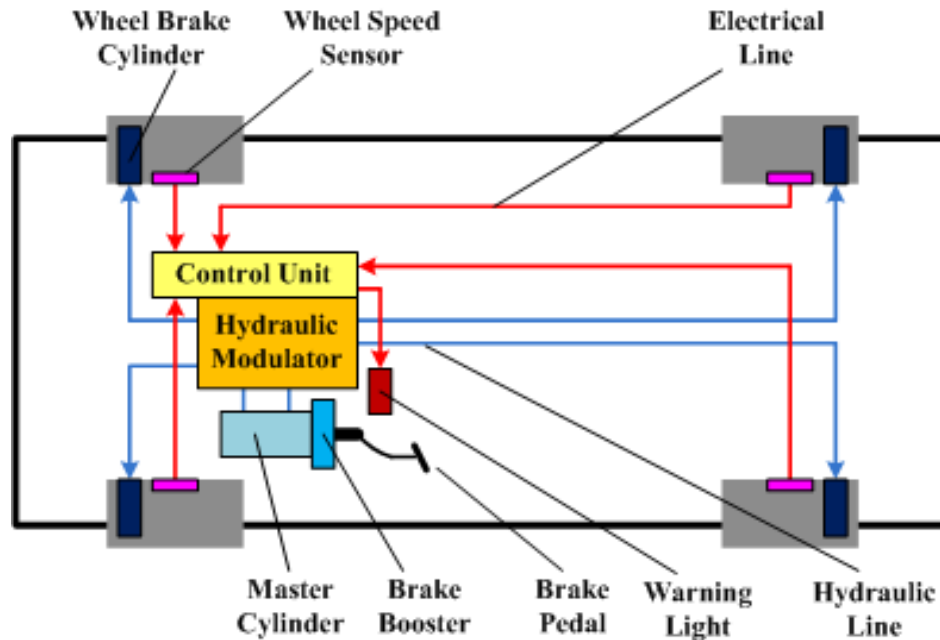 Wheel Brake
Cylinder
Wheel Speed
Sensor
Electrical
Line
Control Unit
Hydraulic
Modulator
Master
Cylinder
Brake
Booster
Brake
Pedal
Warning
Light
Hydraulic
Line